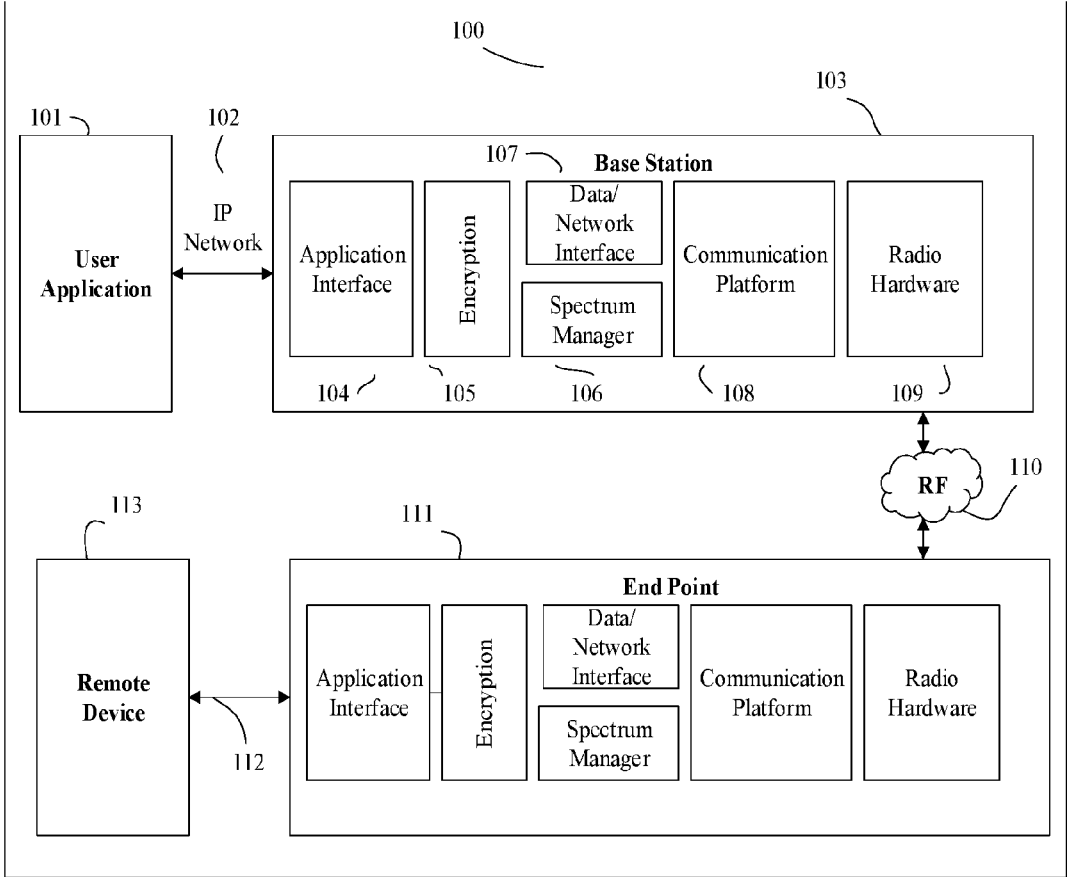 100
101
102
103
107
Base Station
IP
Network
User
Application
Application
Interface
Encryption
Data/
Network
Interface
Spectrum
Manager
Communication
Platform
Radio
Hardware
104
105
106
108
109
RF
110
113
111
End Point
Remote
Device
112
Application
Interface
Encryption
Data/
Network
Interface
Spectrum
Manager
Communication
Platform
Radio
Hardware